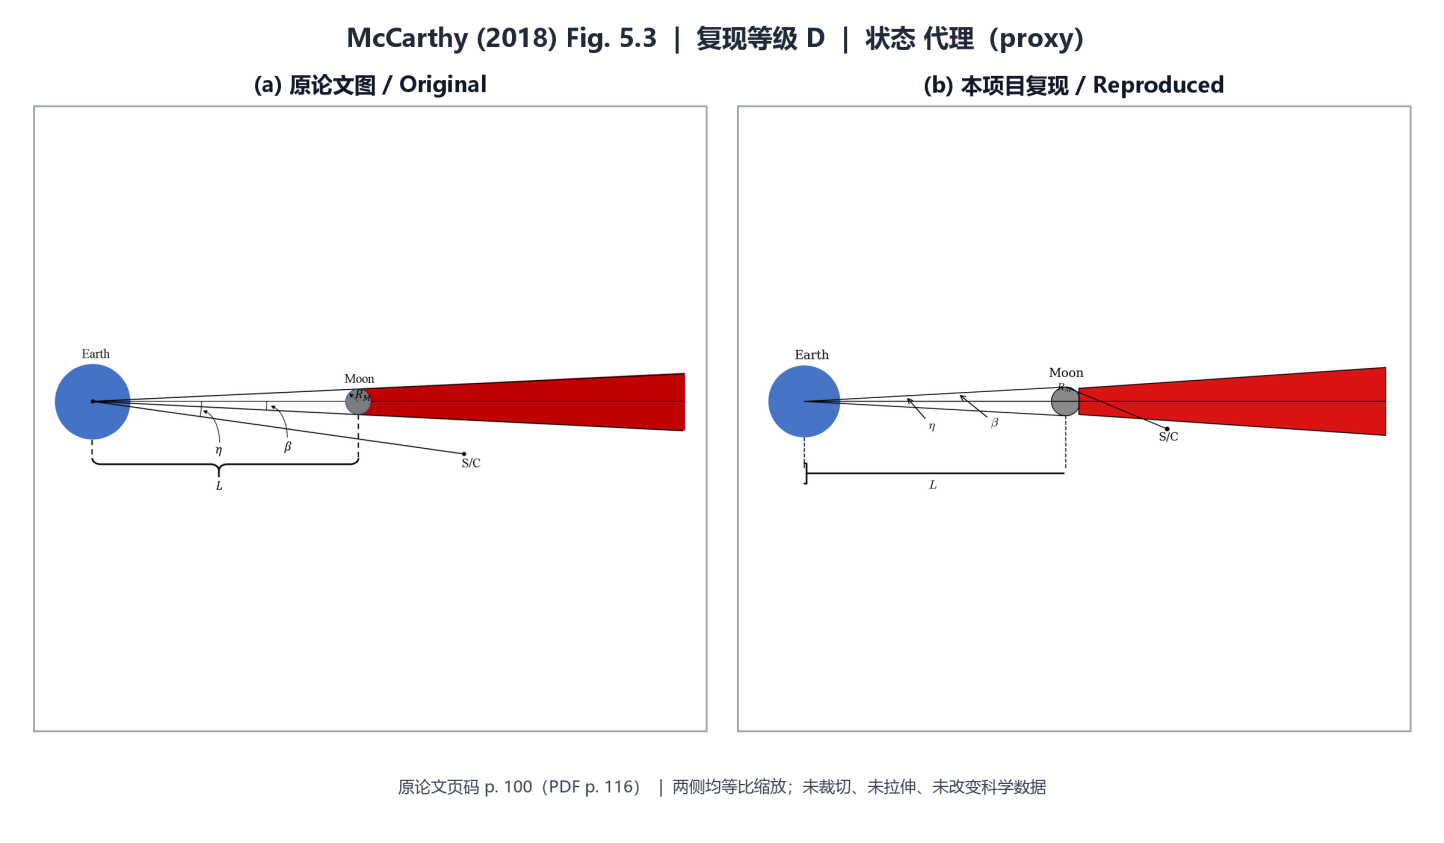 McCarthy (2018) Fig. 5.3 | 复现等级 D | 状态 代理（proxy）
(a) 原论文图 / Original
(b) 本项目复现 / Reproduced
Earth
Moon
R_M
η
β
S/C
L
Earth
Moon
R_M
η
β
S/C
L
原论文页码 p. 100（PDF p. 116） | 两侧均等比缩放；未裁切、未拉伸、未改变科学数据